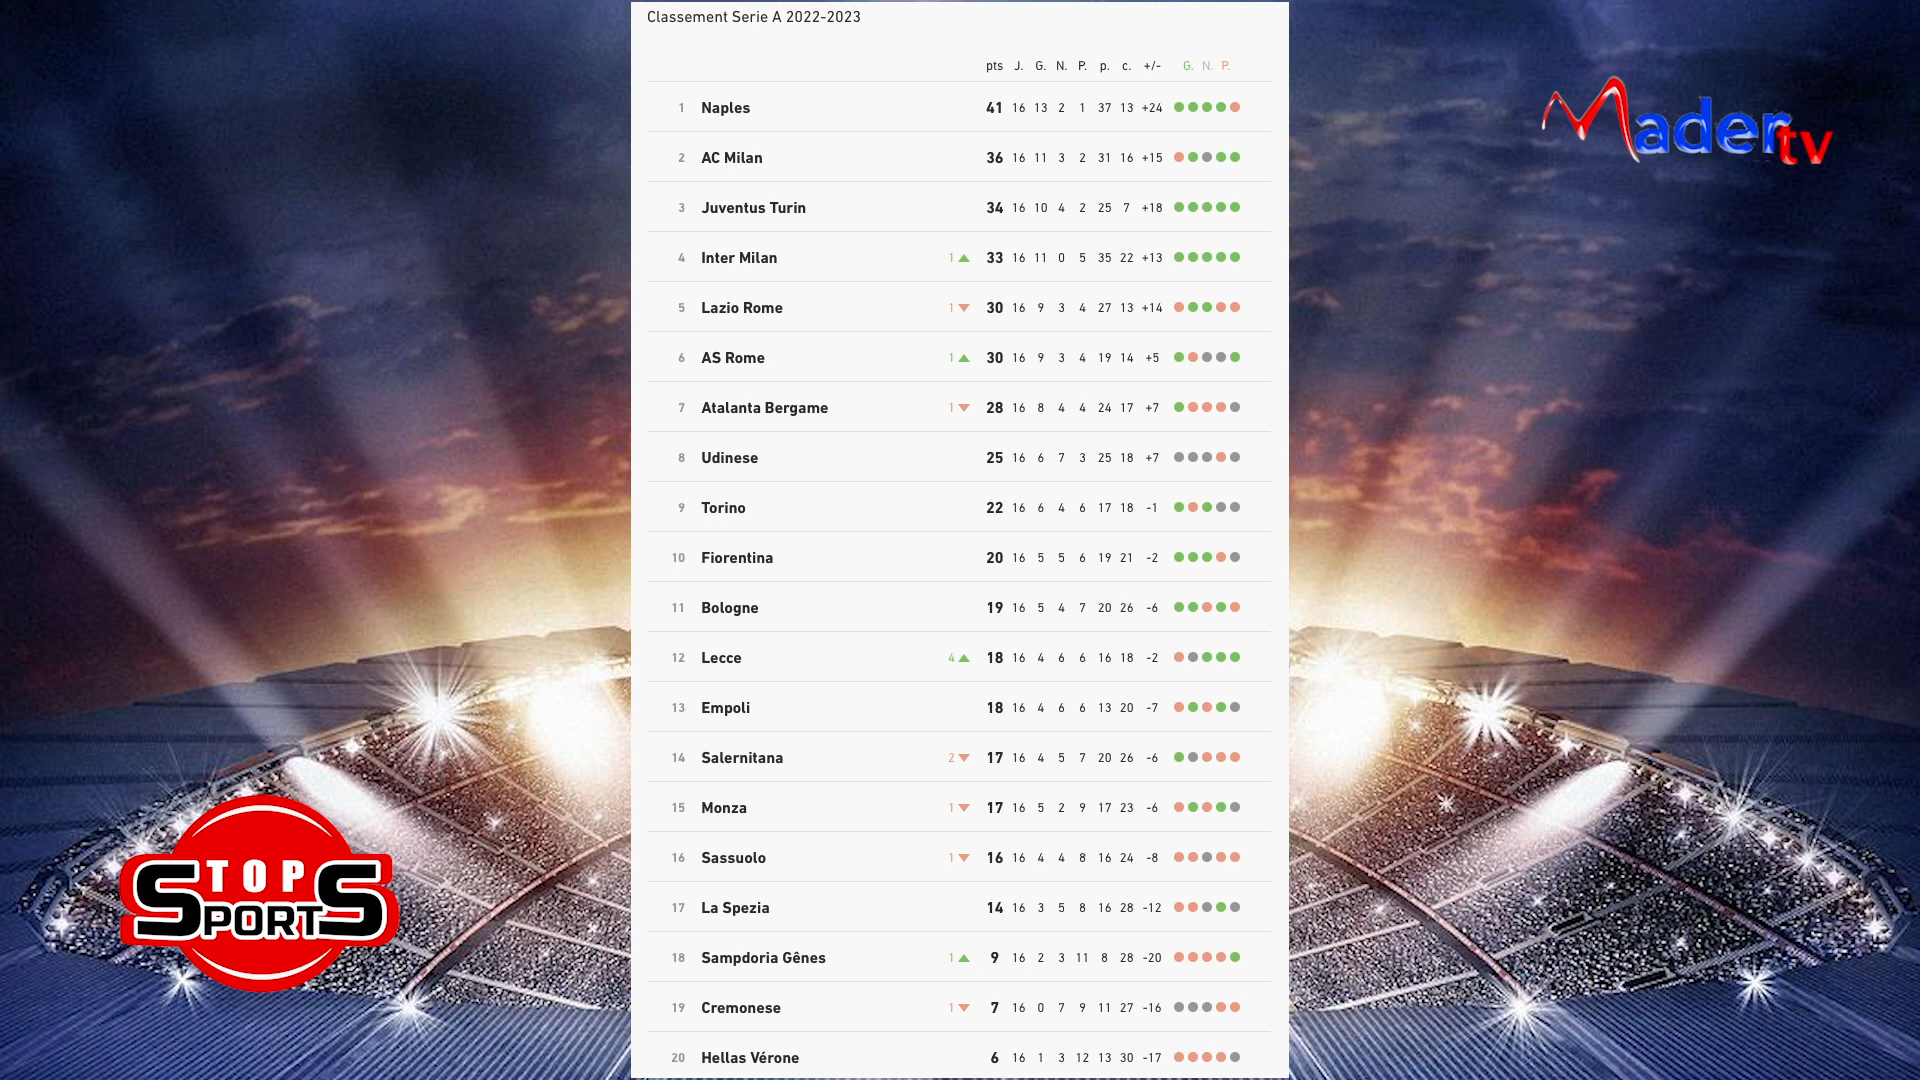 Classement Serie A 2022-2023
pts J. G. N. P. p. c. +/- G. N. P.
1 Naples 41 16 13 2 1 37 13 +24
2 AC Milan 36 16 11 3 2 31 16 +15
3 Juventus Turin 34 16 10 4 2 25 7 +18
4 Inter Milan 1 33 16 11 0 5 35 22 +13
5 Lazio Rome 1 30 16 9 3 4 27 13 +14
6 AS Rome 1 30 16 9 3 4 19 14 +5
7 Atalanta Bergame 1 28 16 8 4 4 24 17 +7
8 Udinese 25 16 6 7 3 25 18 +7
9 Torino 22 16 6 4 6 17 18 -1
10 Fiorentina 20 16 5 5 6 19 21 -2
11 Bologne 19 16 5 4 7 20 26 -6
12 Lecce 4 18 16 4 6 6 16 18 -2
13 Empoli 18 16 4 6 6 13 20 -7
14 Salernitana 2 17 16 4 5 7 20 26 -6
15 Monza 1 17 16 5 2 9 17 23 -6
16 Sassuolo 1 16 16 4 4 8 16 24 -8
17 La Spezia 14 16 3 5 8 16 28 -12
18 Sampdoria Gênes 1 9 16 2 3 11 8 28 -20
19 Cremonese 1 7 16 0 7 9 11 27 -16
20 Hellas Vérone 6 16 1 3 12 13 30 -17
Mader tv
TOP
SPORTS